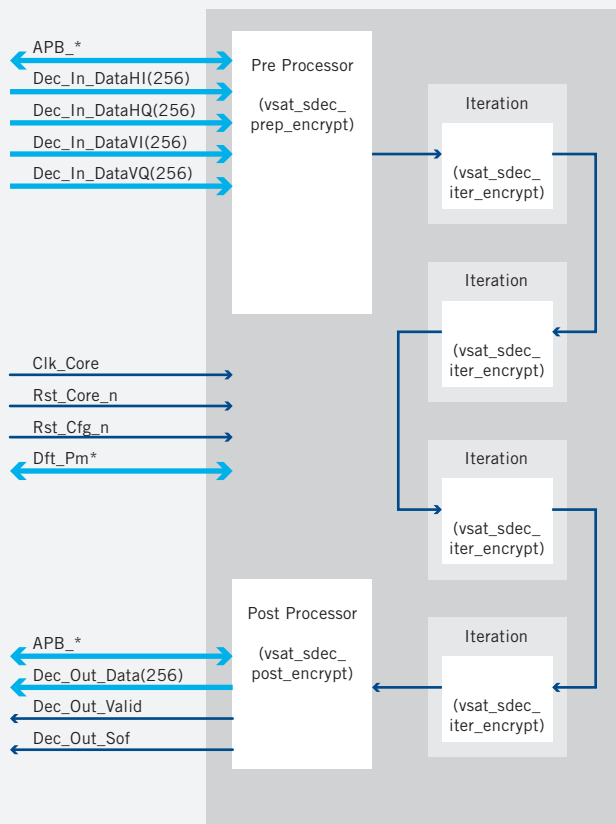 APB_*
Dec_In_DataHI(256)
Dec_In_DataHQ(256)
Dec_In_DataVI(256)
Dec_In_DataVQ(256)
Pre Processor
(vsat_sdec_
prep_encrypt)
Iteration
(vsat_sdec_
iter_encrypt)
Iteration
(vsat_sdec_
iter_encrypt)
Clk_Core
Rst_Core_n
Rst_Cfg_n
Dft_Pm*
Iteration
(vsat_sdec_
iter_encrypt)
Post Processor
(vsat_sdec_
post_encrypt)
APB_*
Dec_Out_Data(256)
Dec_Out_Valid
Dec_Out_Sof
Iteration
(vsat_sdec_
iter_encrypt)